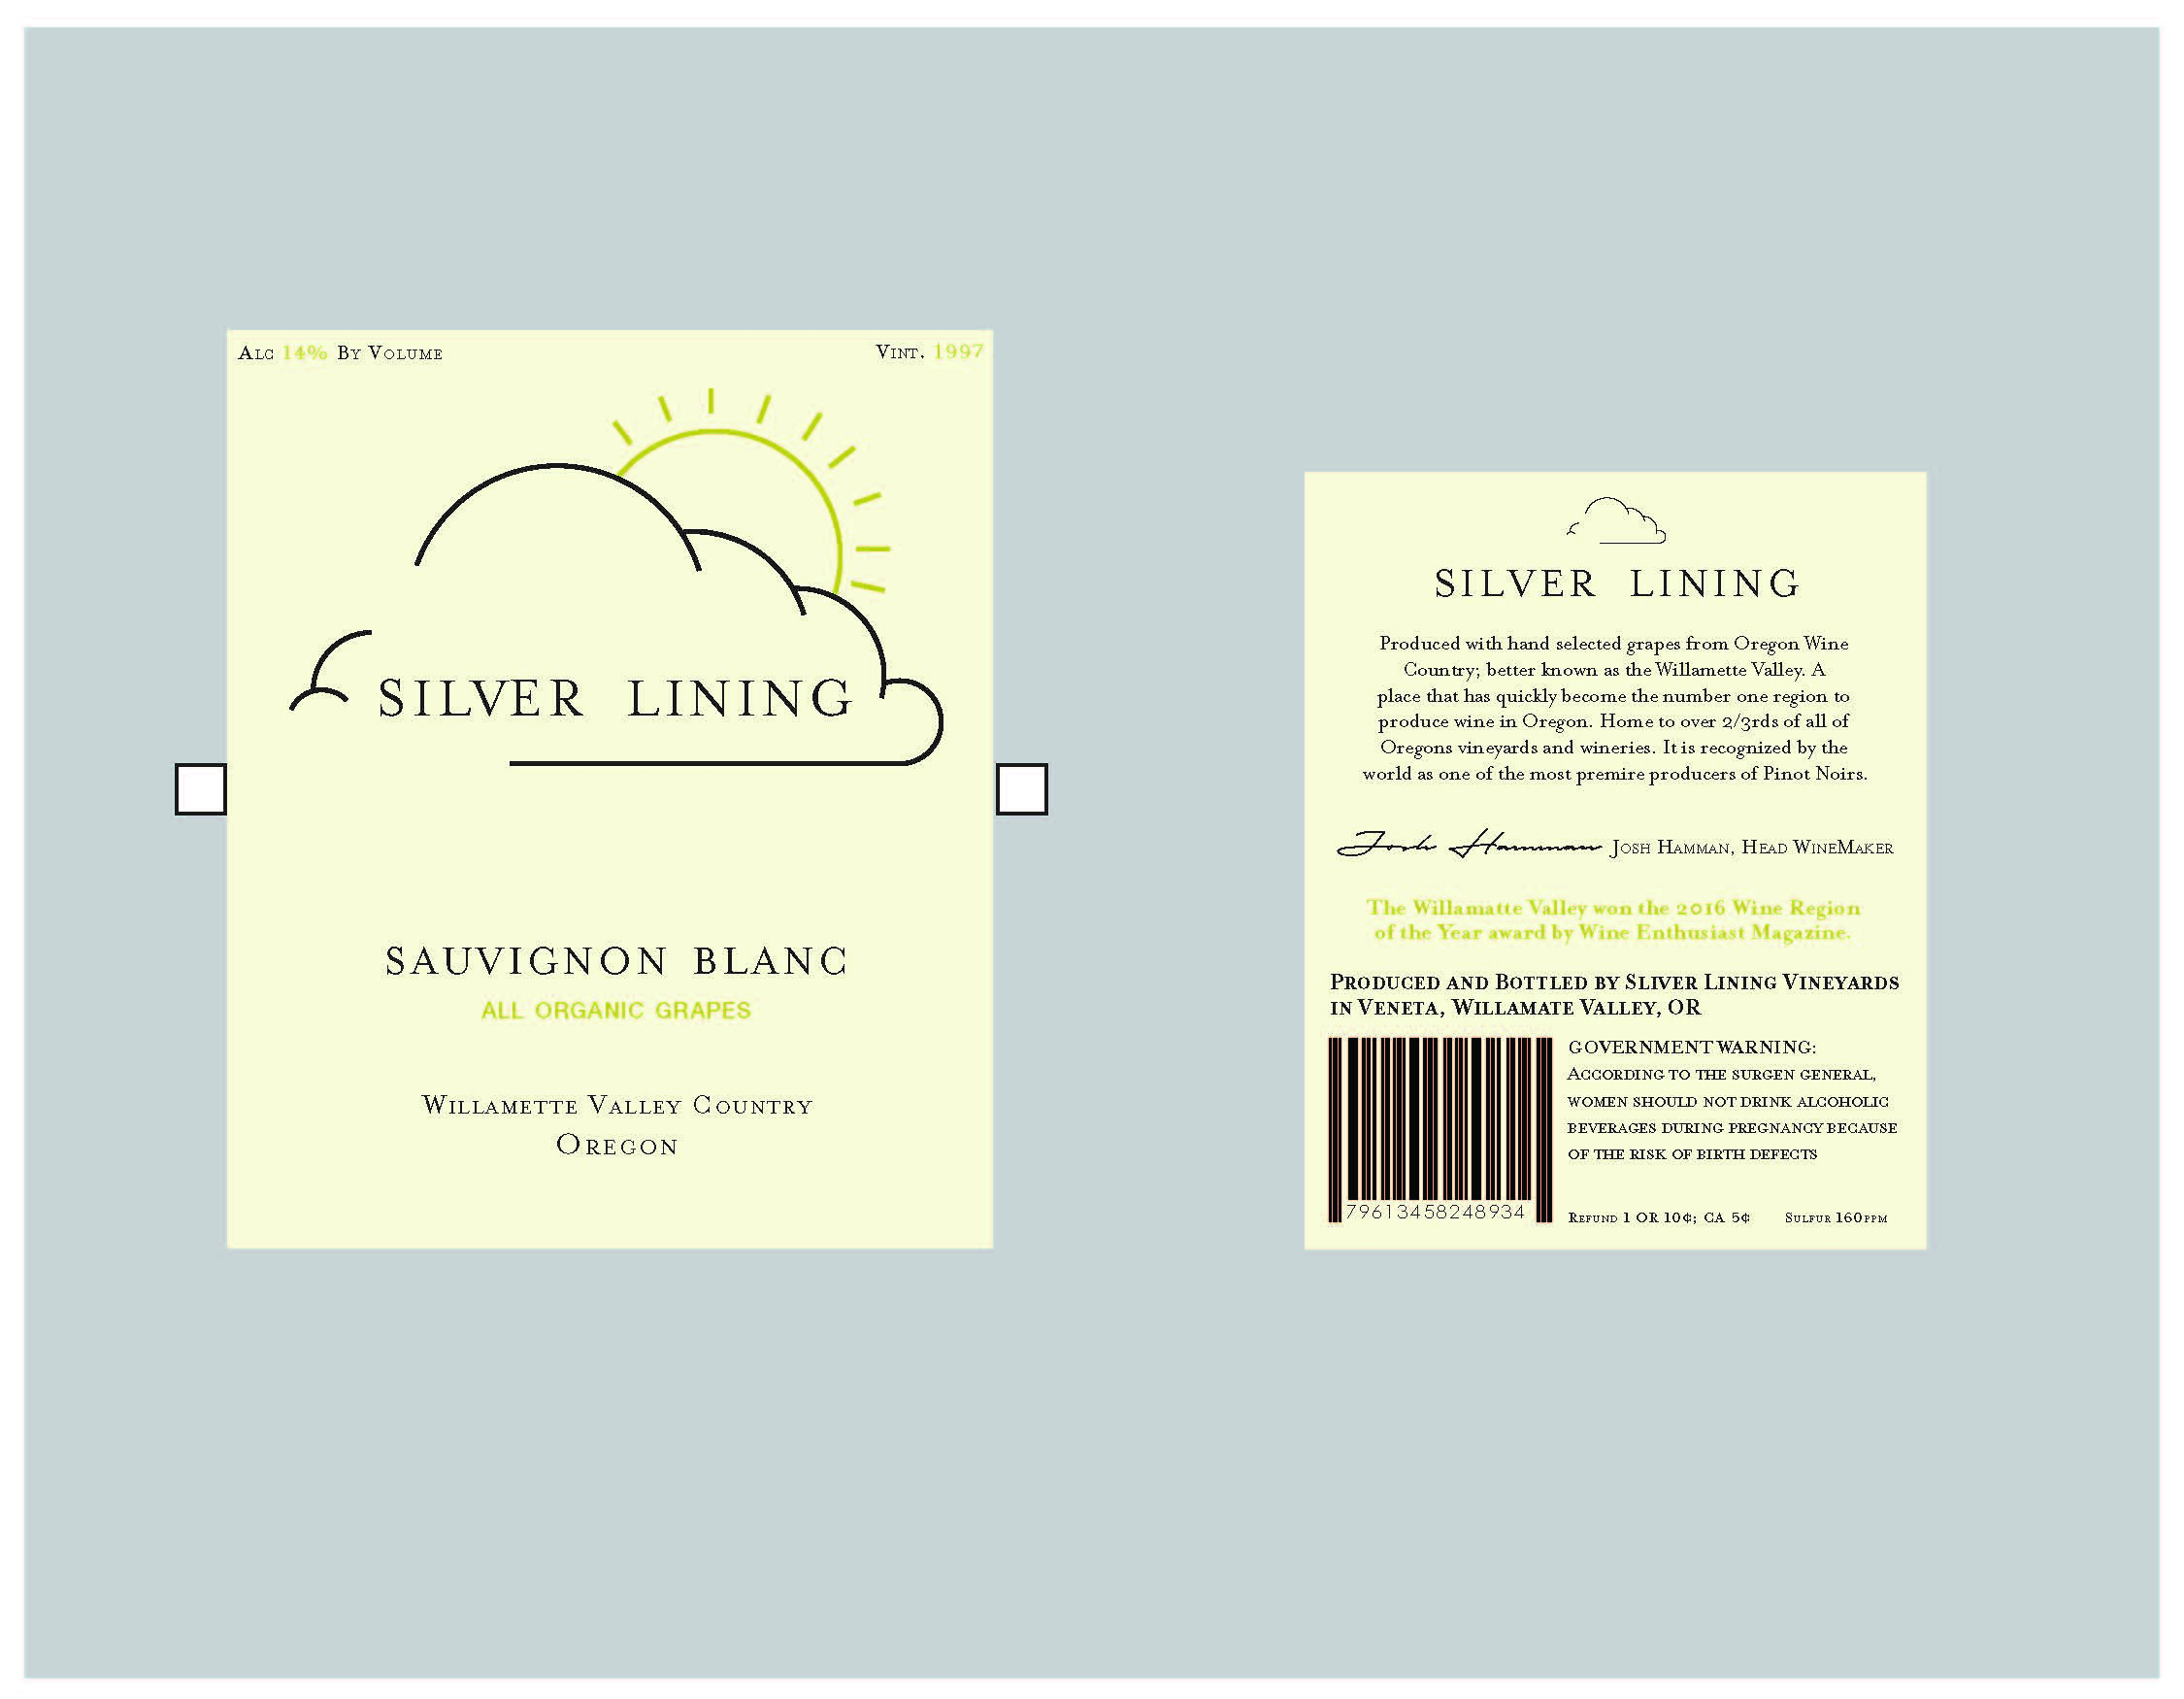 Alc 14% By Volume
Vint. 1997
SILVER LINING
SAUVIGNON BLANC
ALL ORGANIC GRAPES
Willamette Valley Country
Oregon
SILVER LINING
Produced with hand selected grapes from Oregon Wine
Country; better known as the Willamette Valley. A
place that has quickly become the number one region to
produce wine in Oregon. Home to over 2/3rds of all of
Oregons vineyards and wineries. It is recognized by the
world as one of the most premire producers of Pinot Noirs.
Josh Hamman Josh Hamman, Head WineMaker
The Willamatte Valley won the 2016 Wine Region
of the Year award by Wine Enthusiast Magazine.
Produced and Bottled by Sliver Lining Vineyards
in Veneta, Willamate Valley, OR
GOVERNMENT WARNING:
According to the surgen general,
women should not drink alcoholic
beverages during pregnancy because
of the risk of birth defects
79613458248934
Refund 1 OR 10¢; CA 5¢ Sulfur 160ppm